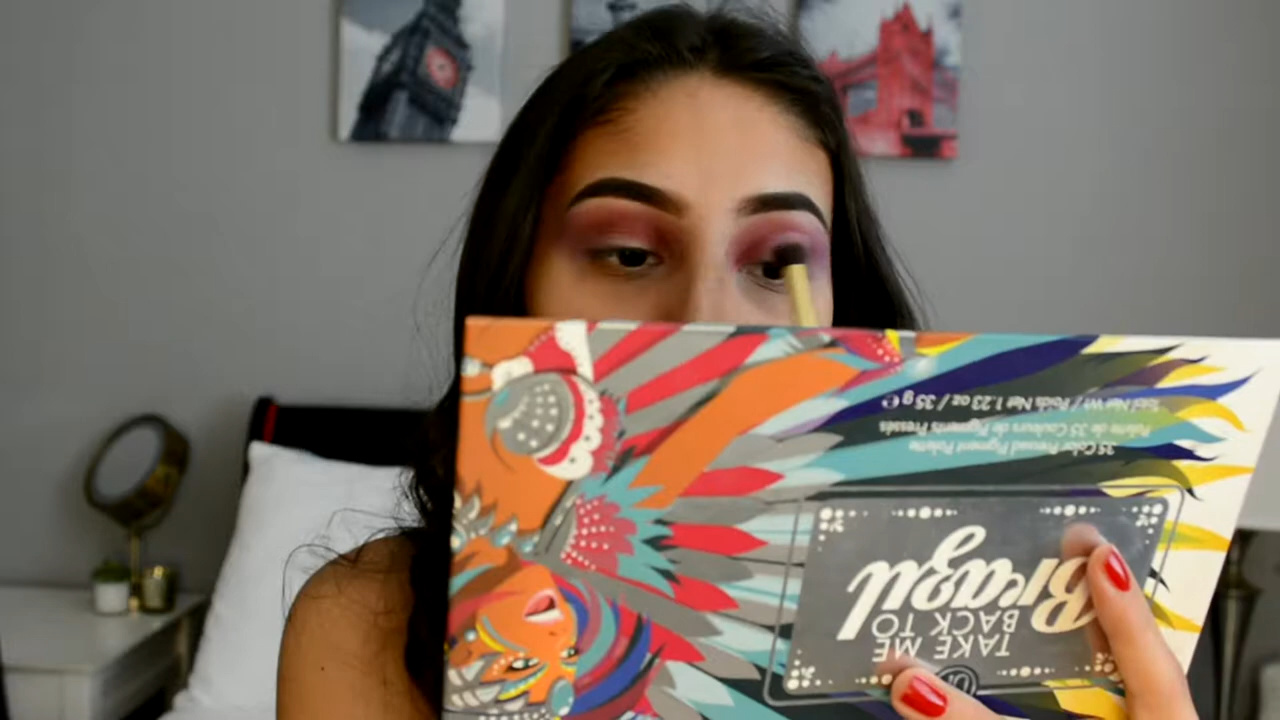 TAKE ME
BACK TO
Brazil
35 Color Pressed Pigment Palette
Palette de 35 Couleurs de Pigments Pressés
Total Net Wt / Poids Net 1.23 oz / 35 g ℮